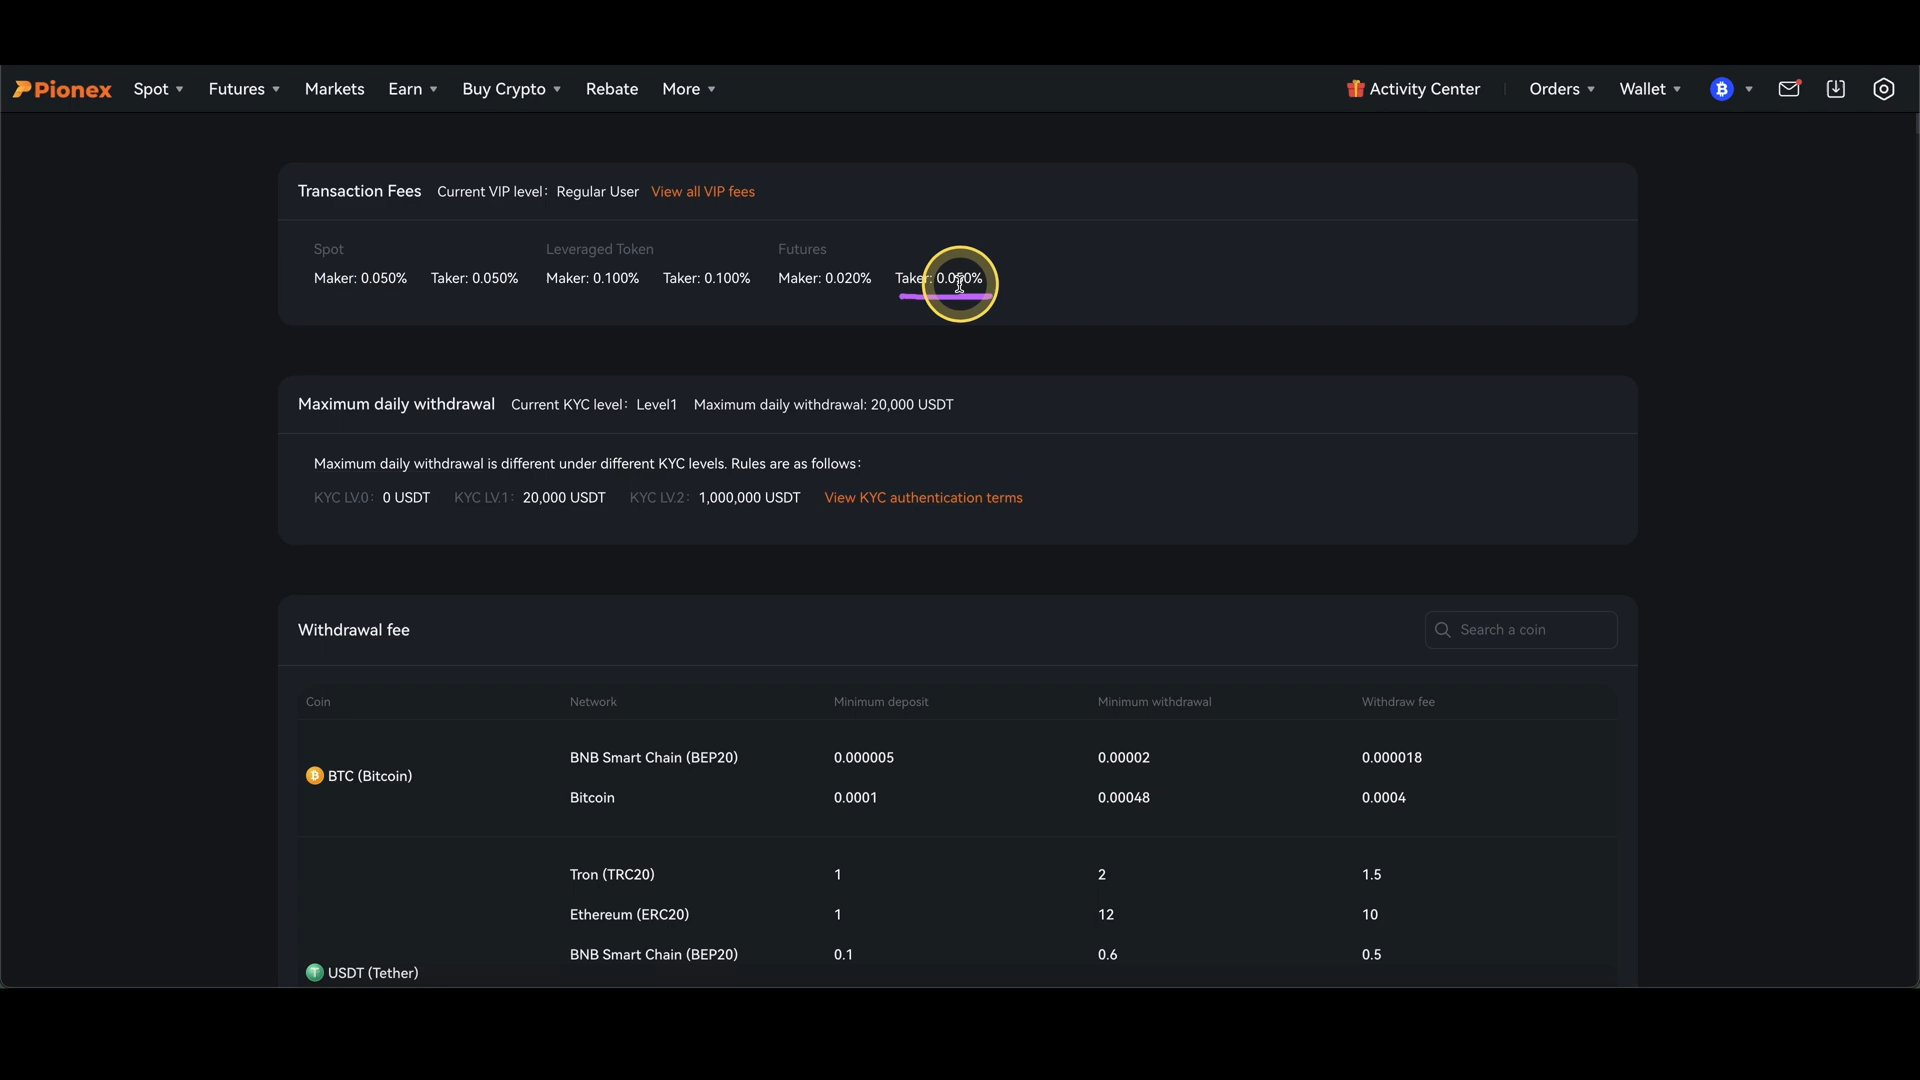 Pionex Spot Futures Markets Earn Buy Crypto Rebate More Activity Center Orders Wallet
Transaction Fees Current VIP level: Regular User View all VIP fees
Spot Leveraged Token Futures
Maker: 0.050% Taker: 0.050% Maker: 0.100% Taker: 0.100% Maker: 0.020% Taker: 0.050%
Maximum daily withdrawal Current KYC level: Level1 Maximum daily withdrawal: 20,000 USDT
Maximum daily withdrawal is different under different KYC levels. Rules are as follows:
KYC LV.0: 0 USDT KYC LV.1: 20,000 USDT KYC LV.2: 1,000,000 USDT View KYC authentication terms
Withdrawal fee Search a coin
Coin Network Minimum deposit Minimum withdrawal Withdraw fee
BNB Smart Chain (BEP20) 0.000005 0.00002 0.000018
BTC (Bitcoin)
Bitcoin 0.0001 0.00048 0.0004
Tron (TRC20) 1 2 1.5
Ethereum (ERC20) 1 12 10
BNB Smart Chain (BEP20) 0.1 0.6 0.5
USDT (Tether)